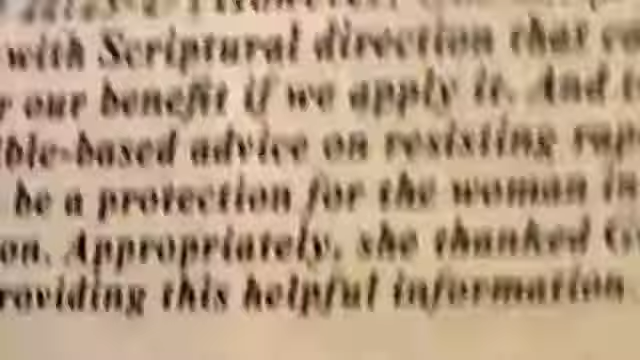 However,
with Scriptural direction that
our benefit if we apply it. And
ble-based advice on resisting rap
be a protection for the woman in
on. Appropriately, she thanked G
roviding this helpful information